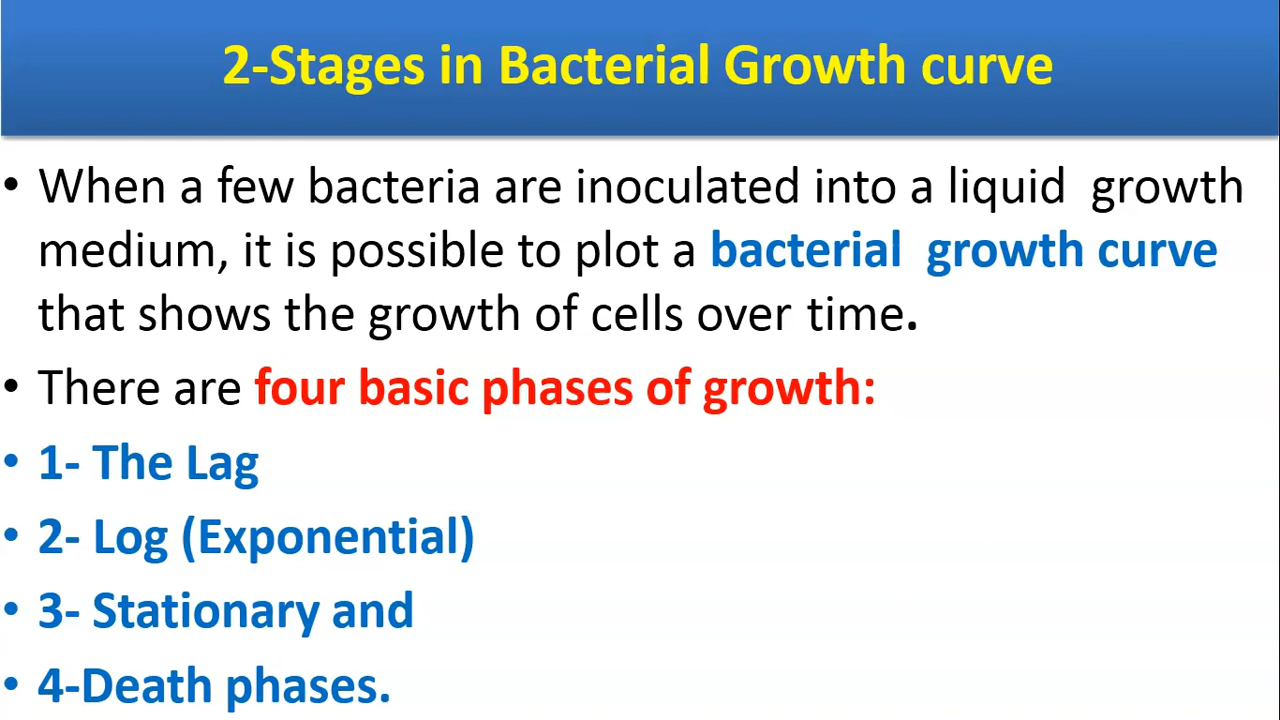 2-Stages in Bacterial Growth curve
• When a few bacteria are inoculated into a liquid  growth
medium, it is possible to plot a bacterial  growth curve
that shows the growth of cells over time.
• There are four basic phases of growth:
• 1- The Lag
• 2- Log (Exponential)
• 3- Stationary and
• 4-Death phases.